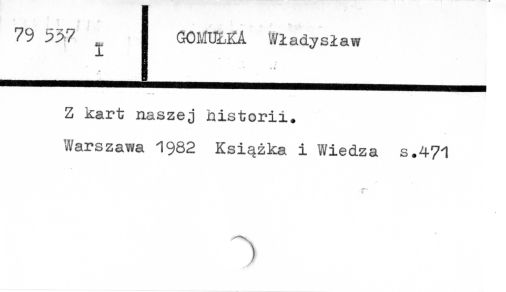 79 537 I
GOMUŁKA Władysław
Z kart naszej historii.
Warszawa 1982 Książka i Wiedza s.471